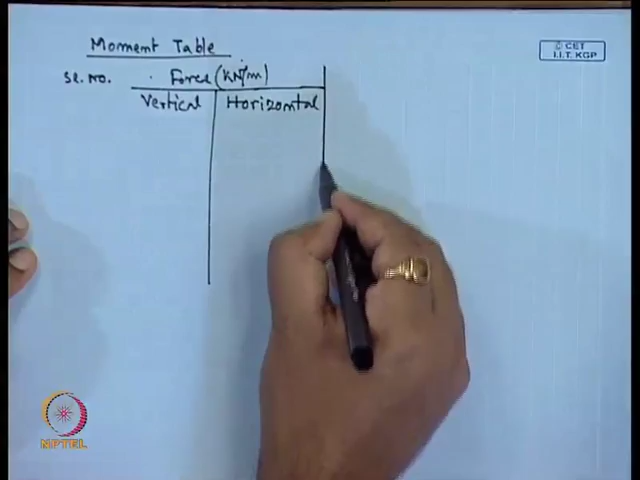 Moment Table
© CET
I.I.T. KGP
Sl. no. Force (kN/m)
Vertical Horizontal
NPTEL